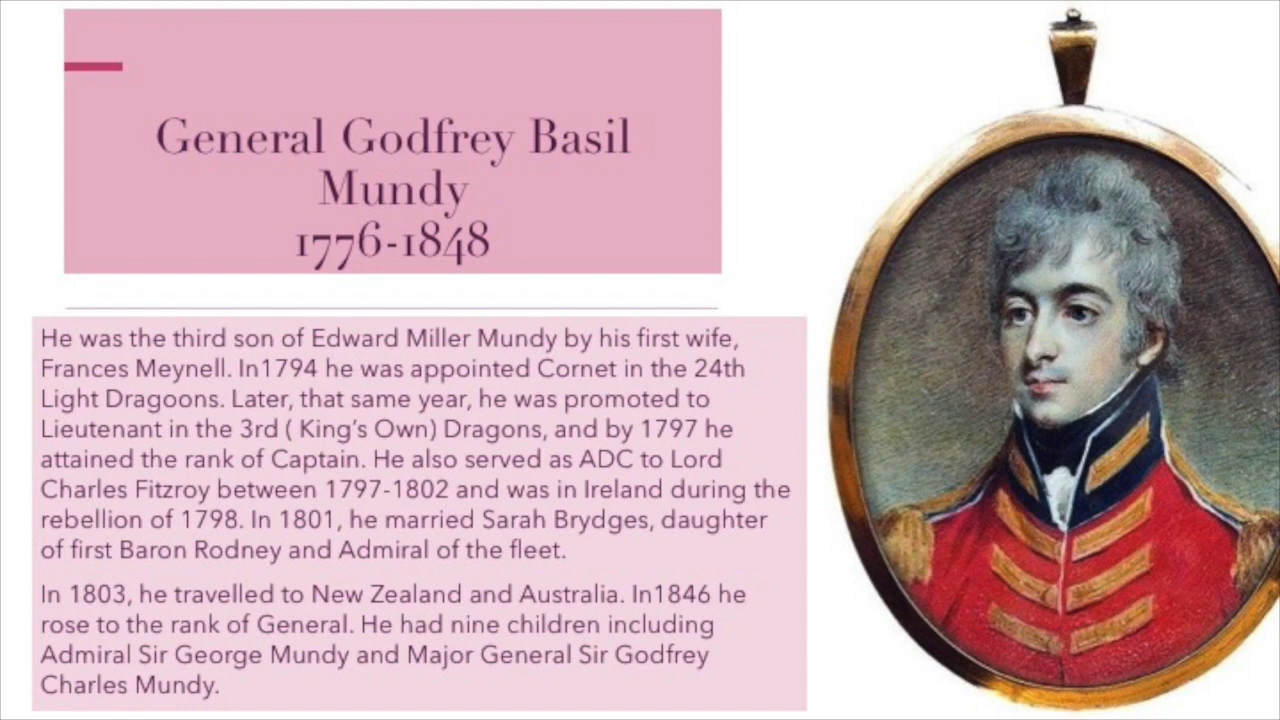 General Godfrey Basil
Mundy
1776-1848
He was the third son of Edward Miller Mundy by his first wife,
Frances Meynell. In1794 he was appointed Cornet in the 24th
Light Dragoons. Later, that same year, he was promoted to
Lieutenant in the 3rd ( King's Own) Dragons, and by 1797 he
attained the rank of Captain. He also served as ADC to Lord
Charles Fitzroy between 1797-1802 and was in Ireland during the
rebellion of 1798. In 1801, he married Sarah Brydges, daughter
of first Baron Rodney and Admiral of the fleet.
In 1803, he travelled to New Zealand and Australia. In1846 he
rose to the rank of General. He had nine children including
Admiral Sir George Mundy and Major General Sir Godfrey
Charles Mundy.